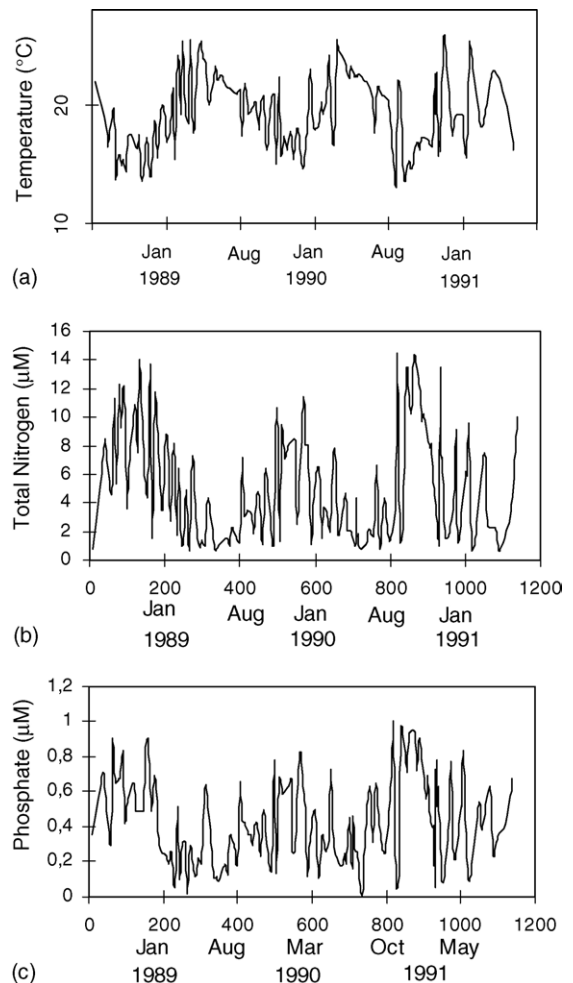 Temperature (°C)
20
10
Jan Aug Jan Aug Jan
1989 1990 1991
(a)
Total Nitrogen (µM)
16
14
12
10
8
6
4
2
0
0 200 400 600 800 1000 1200
Jan Aug Jan Aug Jan
1989 1990 1991
(b)
Phosphate (µM)
1,2
1
0,8
0,6
0,4
0,2
0
0 200 400 600 800 1000 1200
Jan Aug Mar Oct May
1989 1990 1991
(c)